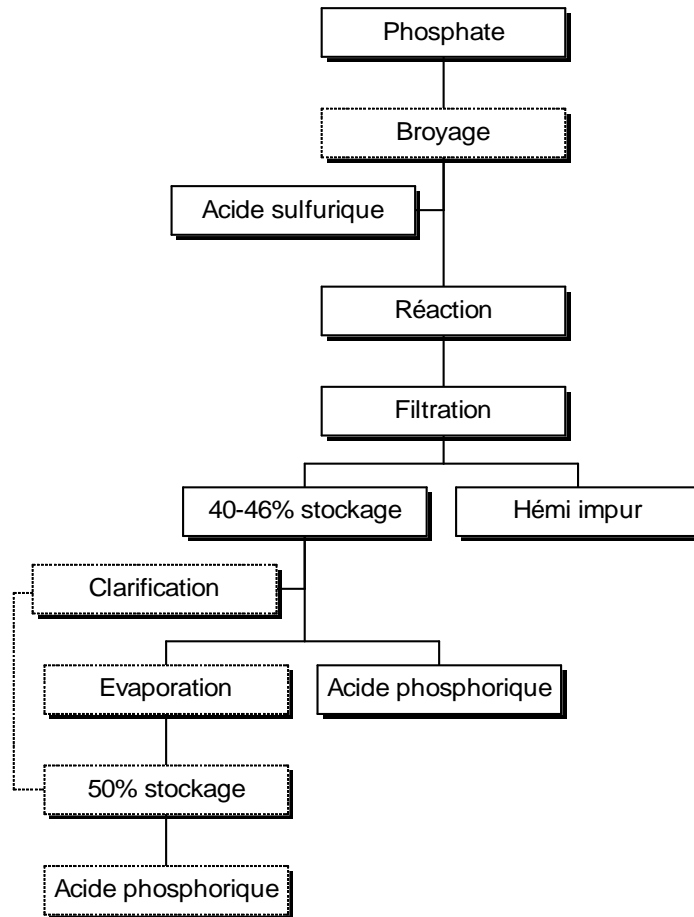 Phosphate
Broyage
Acide sulfurique
Réaction
Filtration
40-46% stockage
Hémi impur
Clarification
Evaporation
Acide phosphorique
50% stockage
Acide phosphorique